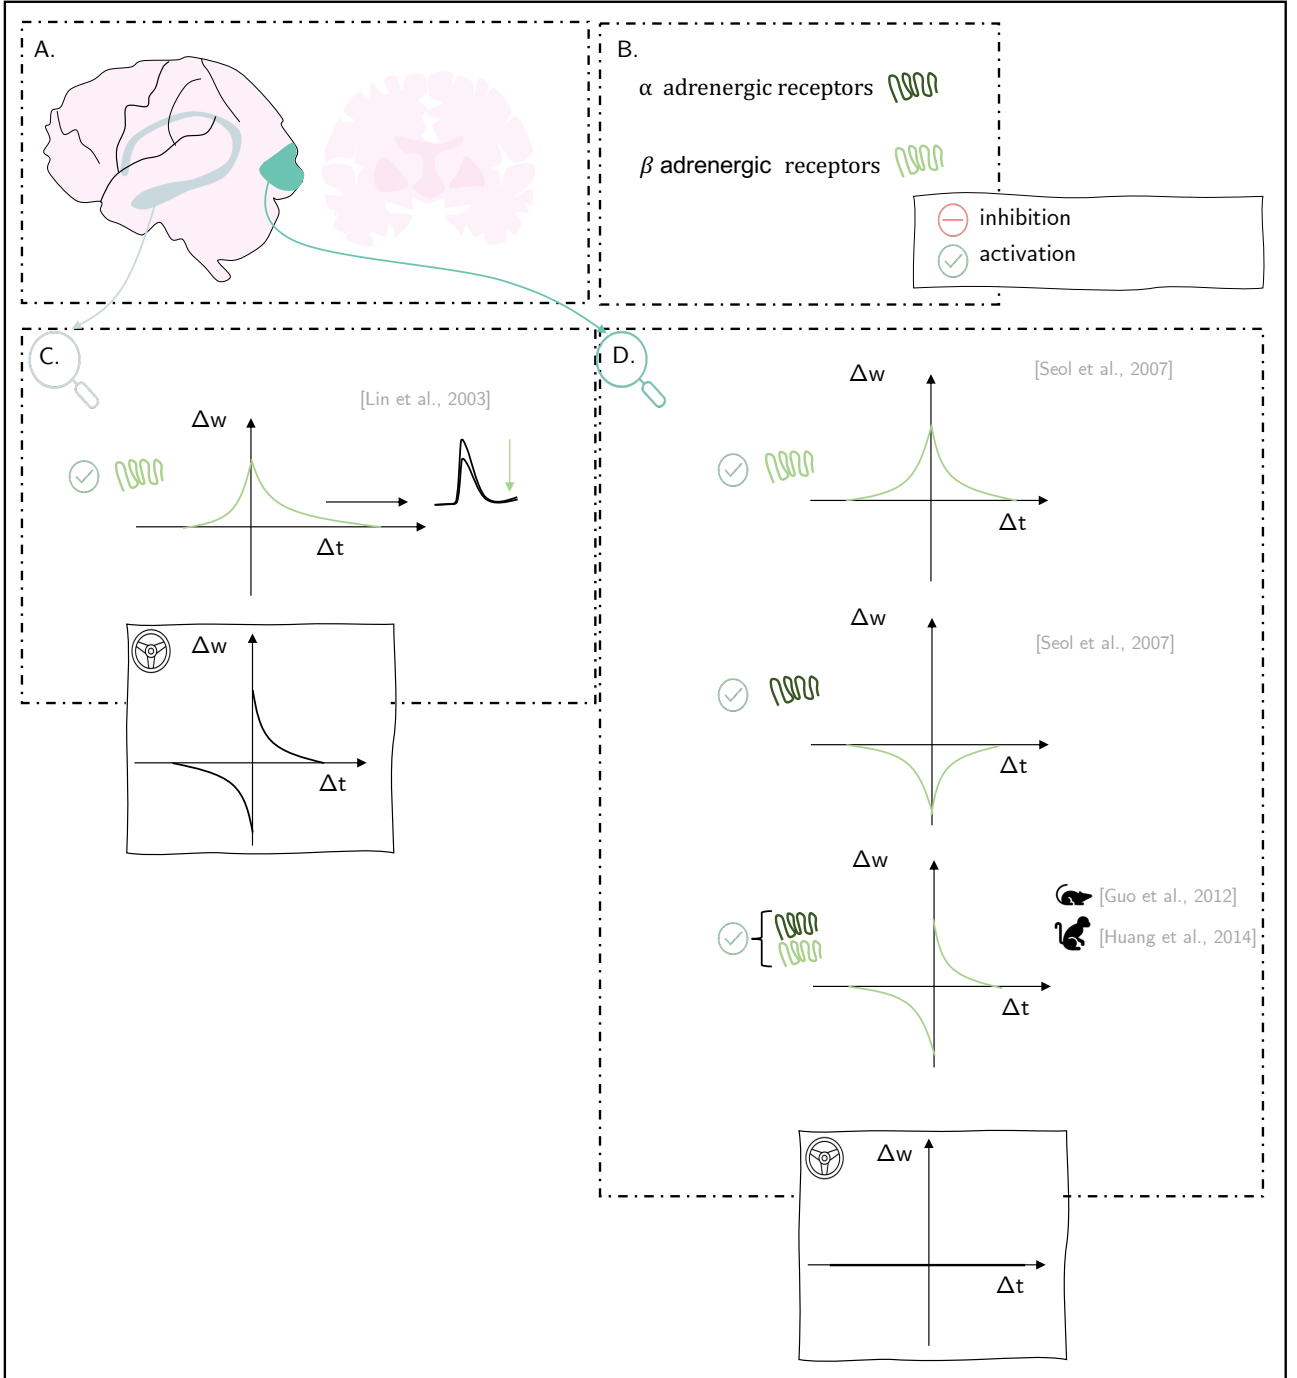 A.
B.
α adrenergic receptors
β adrenergic receptors
inhibition
activation
C.
[Lin et al., 2003]
Δw
Δt
Δw
Δt
D.
Δw
[Seol et al., 2007]
Δt
Δw
[Seol et al., 2007]
Δt
Δw
[Guo et al., 2012]
[Huang et al., 2014]
Δt
Δw
Δt